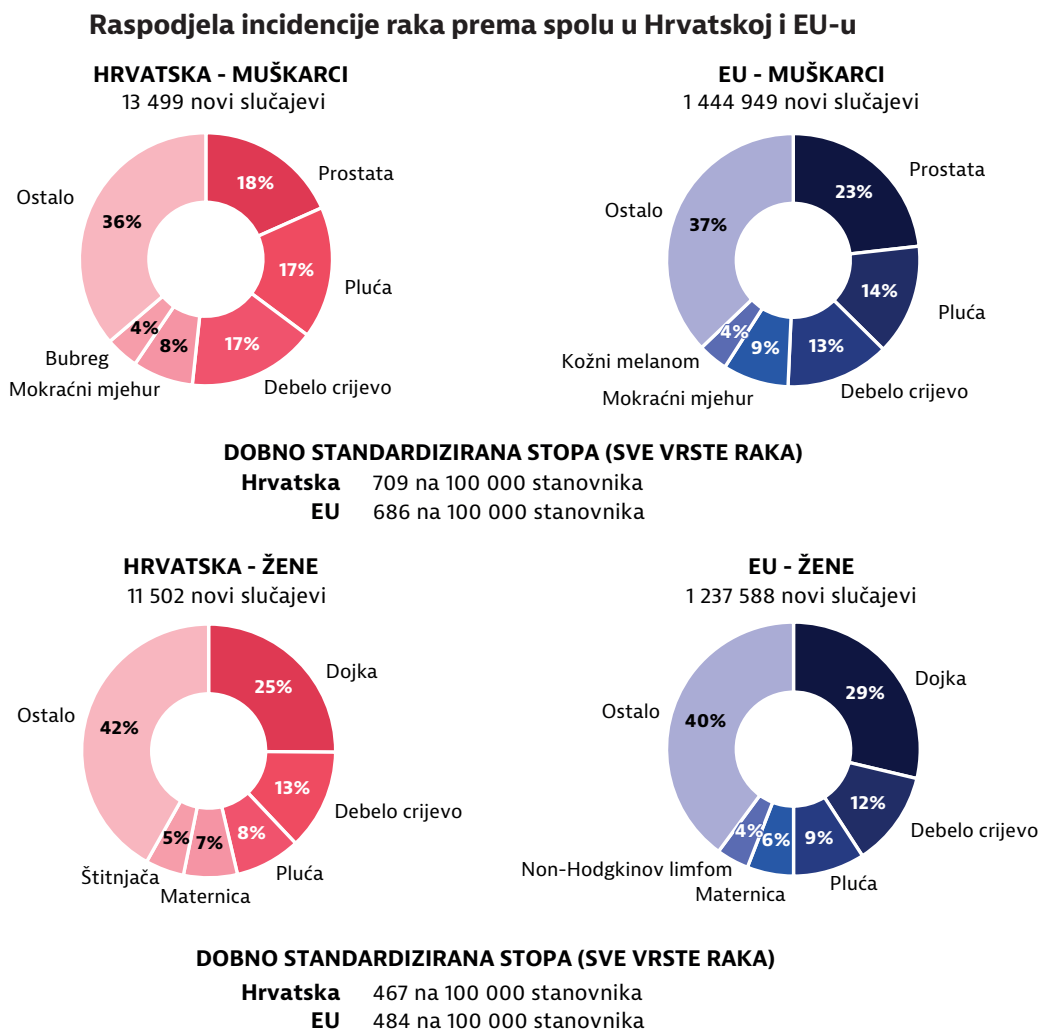 Raspodjela incidencije raka prema spolu u Hrvatskoj i EU-u
HRVATSKA - MUŠKARCI
13 499 novi slučajevi
Prostata
18%
Ostalo
36%
17%
Pluća
4%
8%
17%
Bubreg
Mokraćni mjehur
Debelo crijevo
EU - MUŠKARCI
1 444 949 novi slučajevi
Prostata
23%
Ostalo
37%
14%
Pluća
4%
9%
13%
Kožni melanom
Mokraćni mjehur
Debelo crijevo
DOBNO STANDARDIZIRANA STOPA (SVE VRSTE RAKA)
Hrvatska 709 na 100 000 stanovnika
EU 686 na 100 000 stanovnika
HRVATSKA - ŽENE
11 502 novi slučajevi
Dojka
25%
Ostalo
42%
13%
Debelo crijevo
5%
7%
8%
Štitnjača
Maternica
Pluća
EU - ŽENE
1 237 588 novi slučajevi
Dojka
29%
Ostalo
40%
12%
Debelo crijevo
4%
6%
9%
Non-Hodgkinov limfom
Maternica
Pluća
DOBNO STANDARDIZIRANA STOPA (SVE VRSTE RAKA)
Hrvatska 467 na 100 000 stanovnika
EU 484 na 100 000 stanovnika